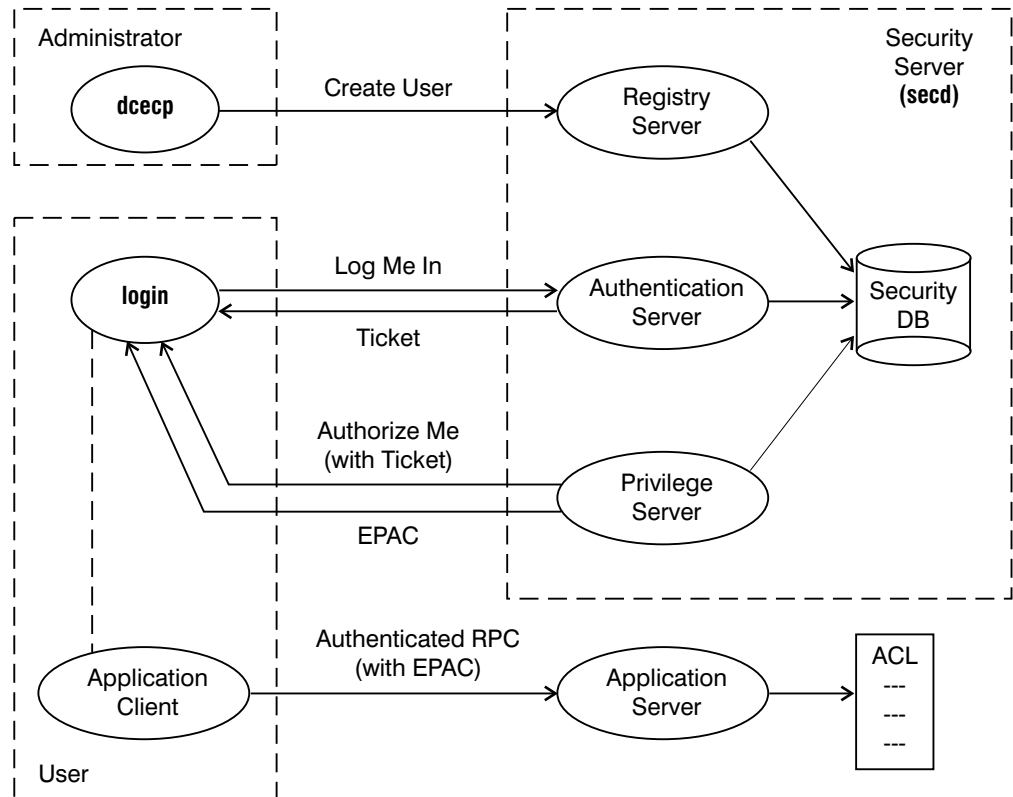 Administrator
dcecp
Create User
Registry
Server
Security
Server
(secd)
login
Log Me In
Ticket
Authentication
Server
Security
DB
Authorize Me
(with Ticket)
EPAC
Privilege
Server
Application
Client
Authenticated RPC
(with EPAC)
Application
Server
ACL
---
---
---
User